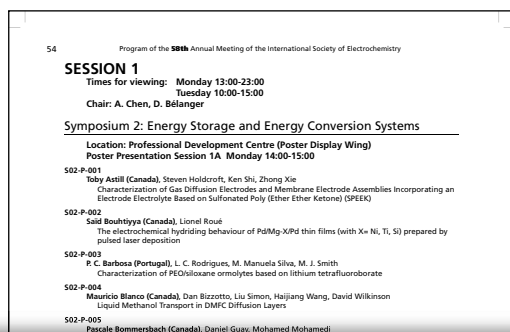 54
Program of the 58th Annual Meeting of the International Society of Electrochemistry
SESSION 1
Times for viewing: Monday 13:00-23:00
Tuesday 10:00-15:00
Chair: A. Chen, D. Bélanger
Symposium 2: Energy Storage and Energy Conversion Systems
Location: Professional Development Centre (Poster Display Wing)
Poster Presentation Session 1A Monday 14:00-15:00
S02-P-001
Toby Astill (Canada), Steven Holdcroft, Ken Shi, Zhong Xie
Characterization of Gas Diffusion Electrodes and Membrane Electrode Assemblies Incorporating an
Electrode Electrolyte Based on Sulfonated Poly (Ether Ether Ketone) (SPEEK)
S02-P-002
Saïd Bouhtiyya (Canada), Lionel Roué
The electrochemical hydriding behaviour of Pd/Mg-X/Pd thin films (with X= Ni, Ti, Si) prepared by
pulsed laser deposition
S02-P-003
P. C. Barbosa (Portugal), L. C. Rodrigues, M. Manuela Silva, M. J. Smith
Characterization of PEO/siloxane ormolytes based on lithium tetrafluoroborate
S02-P-004
Mauricio Blanco (Canada), Dan Bizzotto, Liu Simon, Haijiang Wang, David Wilkinson
Liquid Methanol Transport in DMFC Diffusion Layers
S02-P-005
Pascale Bommersbach (Canada), Daniel Guay, Mohamed Mohamedi